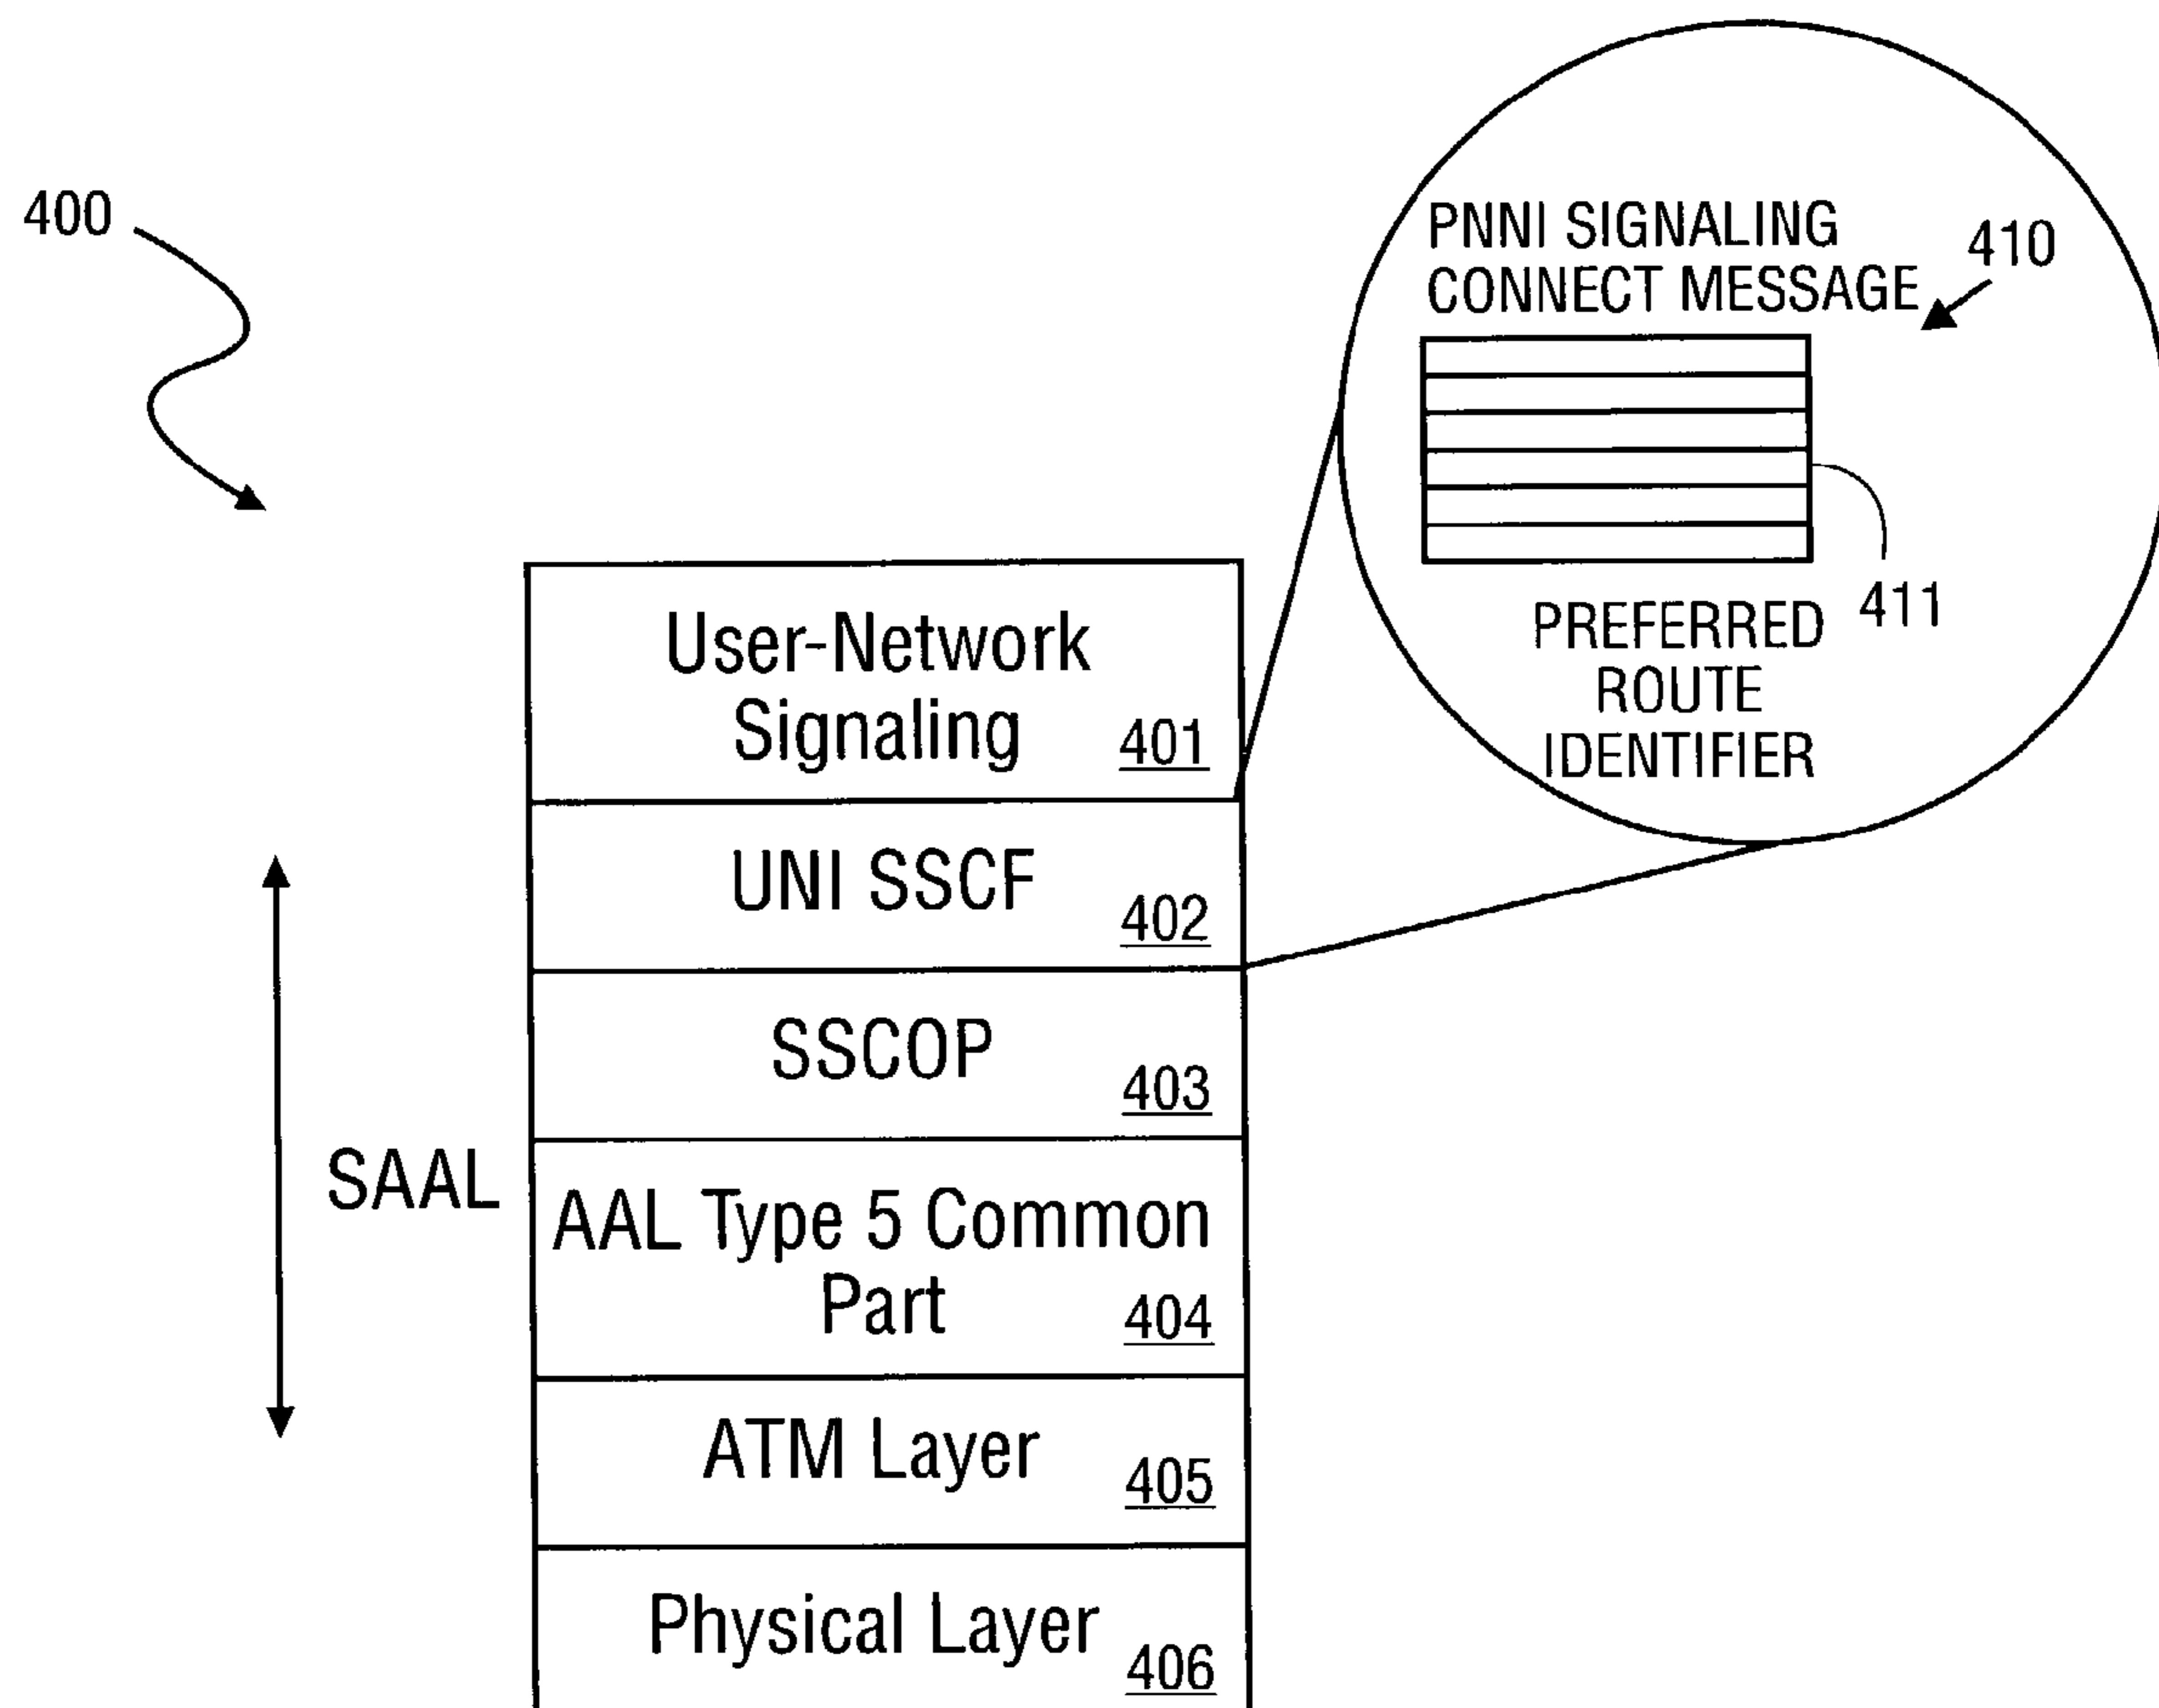 400
PNNI SIGNALING
CONNECT MESSAGE
410
411
PREFERRED
ROUTE
IDENTIFIER
User-Network
Signaling 401
UNI SSCF
402
SSCOP
403
SAAL
AAL Type 5 Common
Part 404
ATM Layer
405
Physical Layer
406